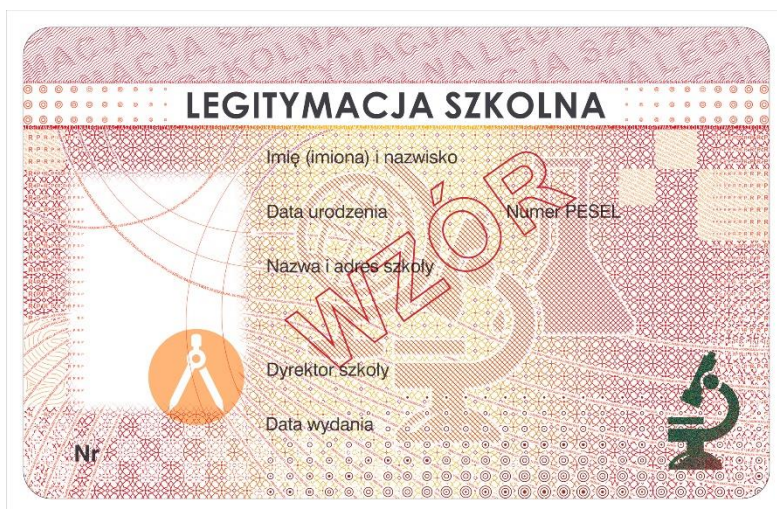 LEGITYMACJA SZKOLNA
Imię (imiona) i nazwisko
Data urodzenia Numer PESEL
Nazwa i adres szkoły
WZÓR
Dyrektor szkoły
Data wydania
Nr